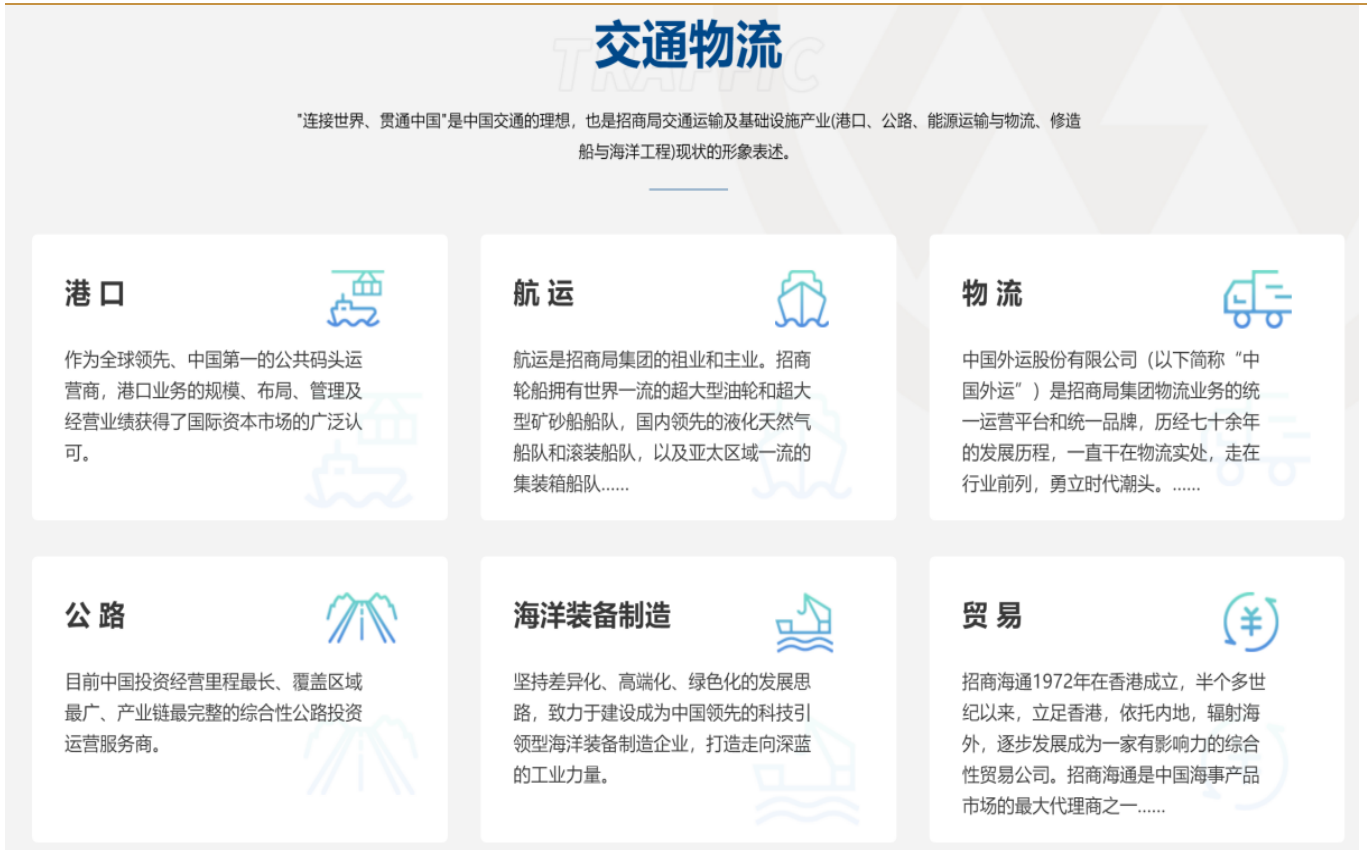 交通物流
TRAFFIC
"连接世界、贯通中国"是中国交通的理想，也是招商局交通运输及基础设施产业(港口、公路、能源运输与物流、修造
船与海洋工程)现状的形象表述。
港 口
作为全球领先、中国第一的公共码头运
营商，港口业务的规模、布局、管理及
经营业绩获得了国际资本市场的广泛认
可。
航 运
航运是招商局集团的祖业和主业。招商
轮船拥有世界一流的超大型油轮和超大
型矿砂船船队，国内领先的液化天然气
船队和滚装船队，以及亚太区域一流的
集装箱船队......
物 流
中国外运股份有限公司（以下简称“中
国外运”）是招商局集团物流业务的统
一运营平台和统一品牌，历经七十余年
的发展历程，一直干在物流实处，走在
行业前列，勇立时代潮头。......
公 路
目前中国投资经营里程最长、覆盖区域
最广、产业链最完整的综合性公路投资
运营服务商。
海洋装备制造
坚持差异化、高端化、绿色化的发展思
路，致力于建设成为中国领先的科技引
领型海洋装备制造企业，打造走向深蓝
的工业力量。
贸 易
招商海通1972年在香港成立，半个多世
纪以来，立足香港，依托内地，辐射海
外，逐步发展成为一家有影响力的综合
性贸易公司。招商海通是中国海事产品
市场的最大代理商之一......